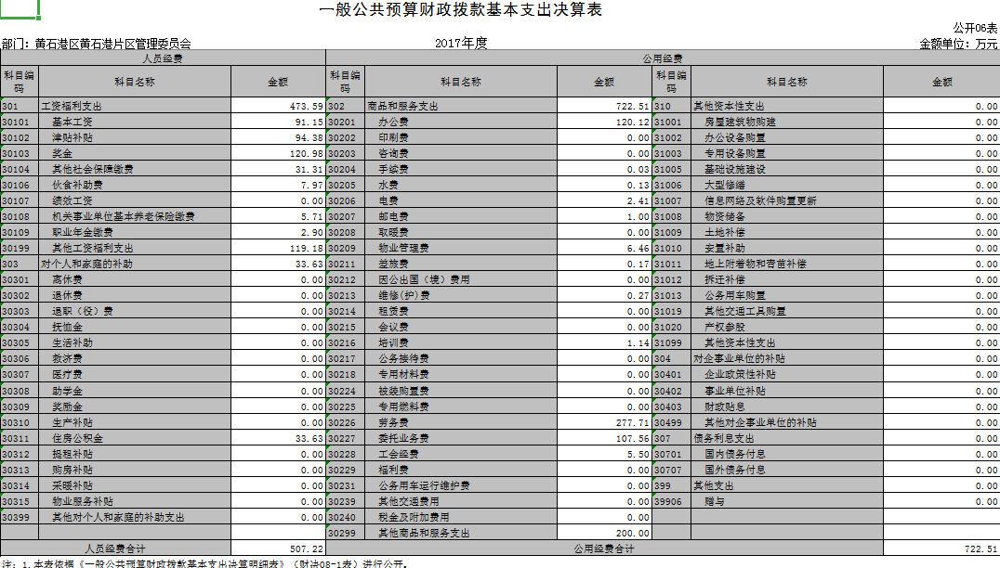 一般公共预算财政拨款基本支出决算表
公开06表
部门：黄石港区黄石港片区管理委员会 2017年度 金额单位：万元
人员经费 公用经费
科目编码 科目名称 金额 科目编码 科目名称 金额 科目编码 科目名称 金额
301 工资福利支出 473.59 302 商品和服务支出 722.51 310 其他资本性支出 0.00
30101 基本工资 91.15 30201 办公费 120.12 31001 房屋建筑物购建 0.00
30102 津贴补贴 94.38 30202 印刷费 0.00 31002 办公设备购置 0.00
30103 奖金 120.98 30203 咨询费 0.00 31003 专用设备购置 0.00
30104 其他社会保障缴费 31.31 30204 手续费 0.03 31005 基础设施建设 0.00
30106 伙食补助费 7.97 30205 水费 0.13 31006 大型修缮 0.00
30107 绩效工资 0.00 30206 电费 2.41 31007 信息网络及软件购置更新 0.00
30108 机关事业单位基本养老保险缴费 5.71 30207 邮电费 1.00 31008 物资储备 0.00
30109 职业年金缴费 2.90 30208 取暖费 0.00 31009 土地补偿 0.00
30199 其他工资福利支出 119.18 30209 物业管理费 6.46 31010 安置补助 0.00
303 对个人和家庭的补助 33.63 30211 差旅费 0.17 31011 地上附着物和青苗补偿 0.00
30301 离休费 0.00 30212 因公出国（境）费用 0.00 31012 拆迁补偿 0.00
30302 退休费 0.00 30213 维修(护)费 0.27 31013 公务用车购置 0.00
30303 退职（役）费 0.00 30214 租赁费 0.00 31019 其他交通工具购置 0.00
30304 抚恤金 0.00 30215 会议费 0.00 31020 产权参股 0.00
30305 生活补助 0.00 30216 培训费 1.14 31099 其他资本性支出 0.00
30306 救济费 0.00 30217 公务接待费 0.00 304 对企事业单位的补贴 0.00
30307 医疗费 0.00 30218 专用材料费 0.00 30401 企业政策性补贴 0.00
30308 助学金 0.00 30224 被装购置费 0.00 30402 事业单位补贴 0.00
30309 奖励金 0.00 30225 专用燃料费 0.00 30403 财政贴息 0.00
30310 生产补贴 0.00 30226 劳务费 277.71 30499 其他对企事业单位的补贴 0.00
30311 住房公积金 33.63 30227 委托业务费 107.56 307 债务利息支出 0.00
30312 提租补贴 0.00 30228 工会经费 5.50 30701 国内债务付息 0.00
30313 购房补贴 0.00 30229 福利费 0.00 30707 国外债务付息 0.00
30314 采暖补贴 0.00 30231 公务用车运行维护费 0.00 399 其他支出 0.00
30315 物业服务补贴 0.00 30239 其他交通费用 0.00 39906 赠与 0.00
30399 其他对个人和家庭的补助支出 0.00 30240 税金及附加费用 0.00
30299 其他商品和服务支出 200.00
人员经费合计 507.22 公用经费合计 722.51
注：1.本表依据《一般公共预算财政拨款基本支出决算明细表》（财决08-1表）进行公开。